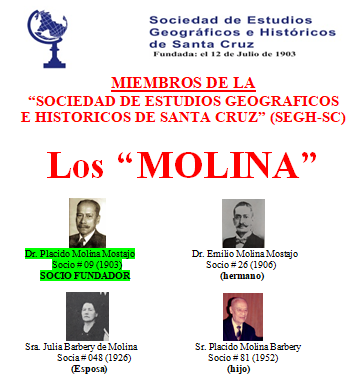 Sociedad de Estudios
Geográficos e Históricos
de Santa Cruz
Fundada: el 12 de Julio de 1903
MIEMBROS DE LA
“SOCIEDAD DE ESTUDIOS GEOGRAFICOS
E HISTORICOS DE SANTA CRUZ” (SEGH-SC)
Los “MOLINA”
Dr. Placido Molina Mostajo
Socio # 09 (1903)
SOCIO FUNDADOR
Dr. Emilio Molina Mostajo
Socio # 26 (1906)
(hermano)
Sra. Julia Barbery de Molina
Socia # 048 (1926)
(Esposa)
Sr. Placido Molina Barbery
Socio # 81 (1952)
(hijo)